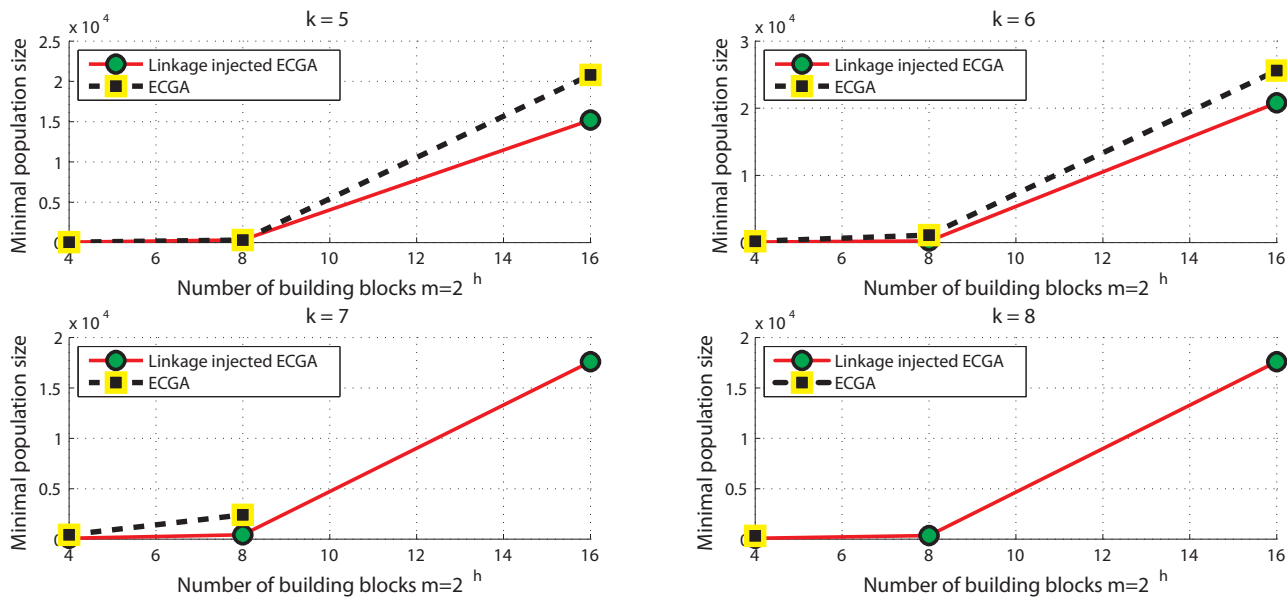 k = 5
x 10^4
2.5
2
1.5
1
0.5
0
4 6 8 10 12 14 16
Minimal population size
Number of building blocks m=2^h
Linkage injected ECGA
ECGA
k = 6
x 10^4
3
2
1
0
4 6 8 10 12 14 16
Minimal population size
Number of building blocks m=2^h
Linkage injected ECGA
ECGA
k = 7
x 10^4
2
1.5
1
0.5
0
4 6 8 10 12 14 16
Minimal population size
Number of building blocks m=2^h
Linkage injected ECGA
ECGA
k = 8
x 10^4
2
1.5
1
0.5
0
4 6 8 10 12 14 16
Minimal population size
Number of building blocks m=2^h
Linkage injected ECGA
ECGA